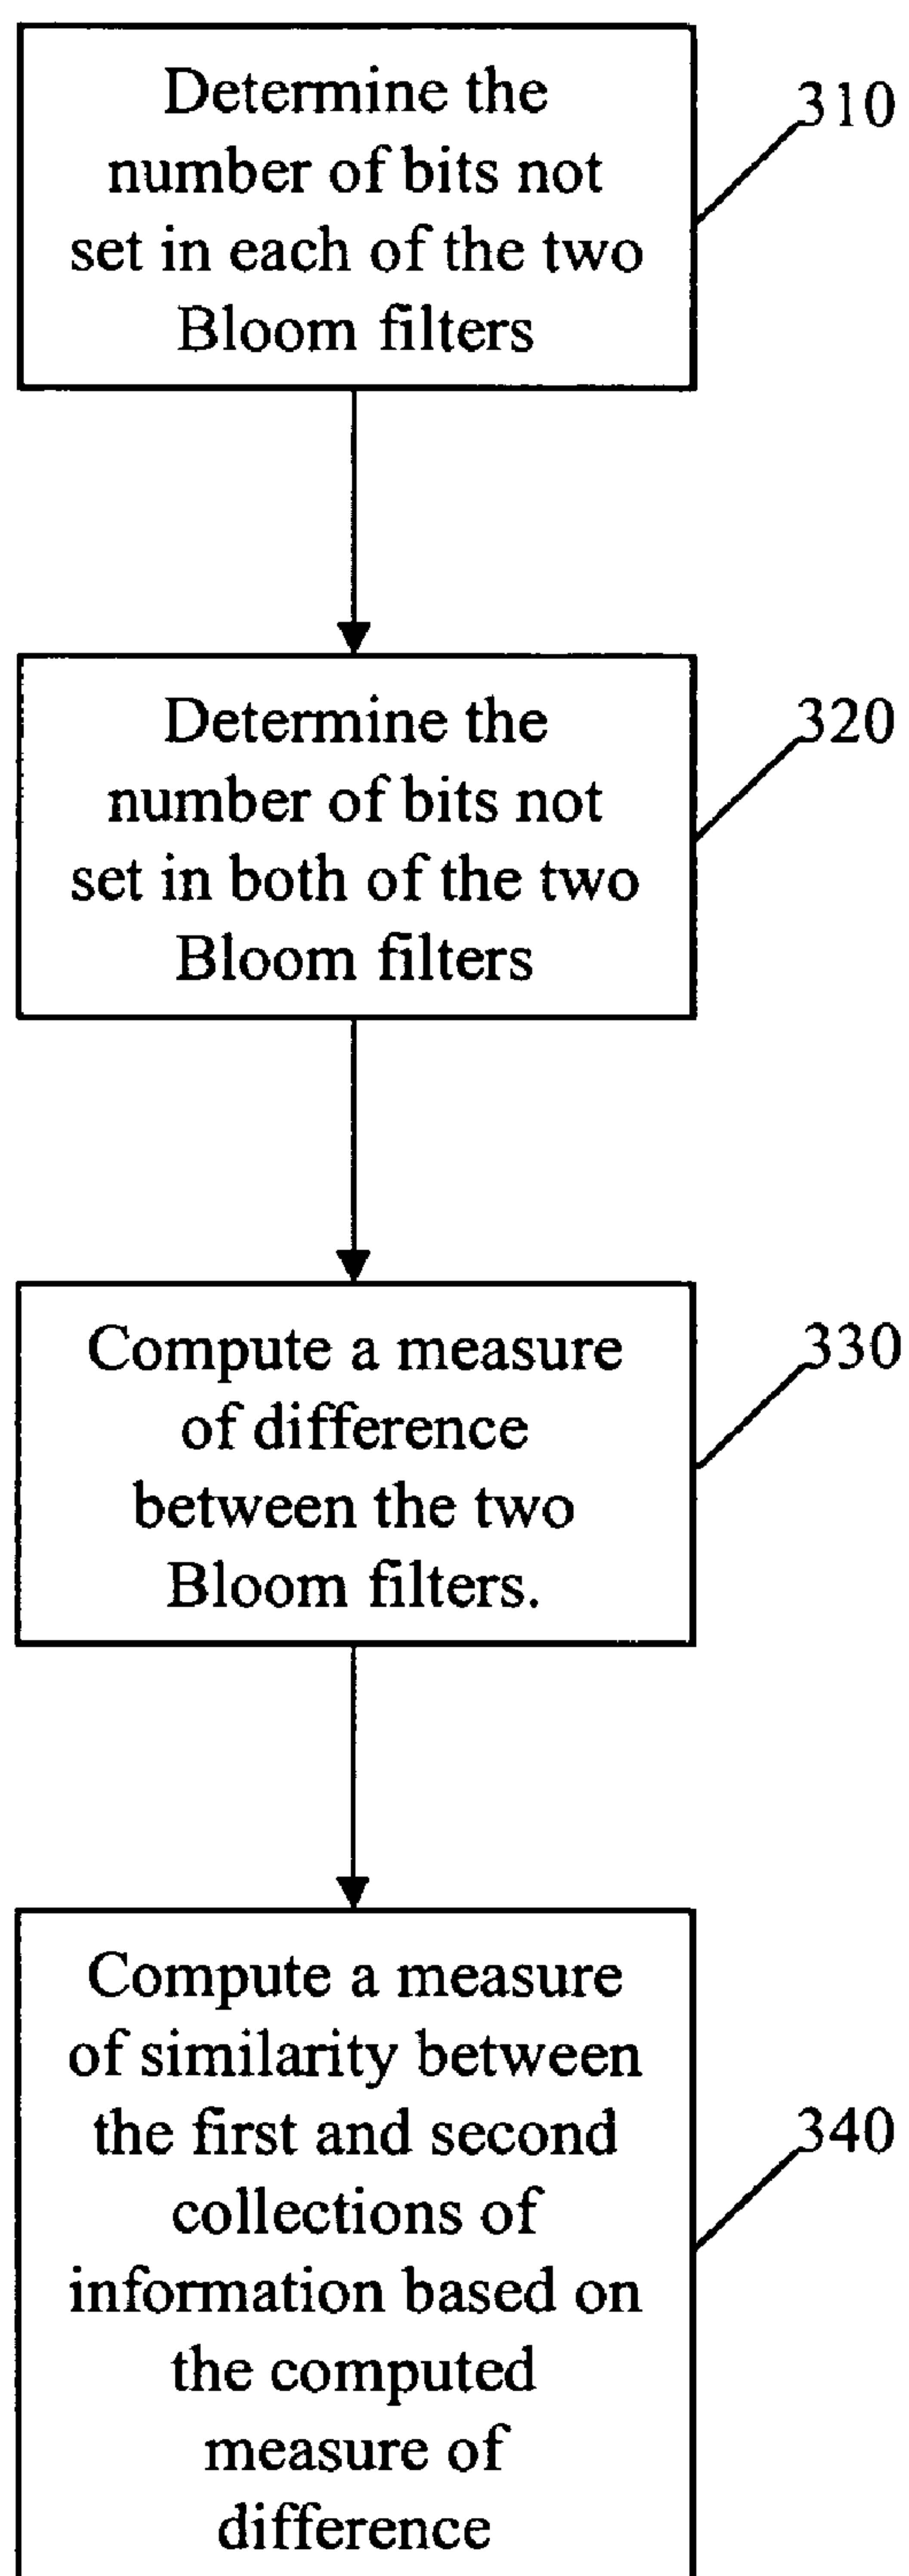 Determine the
number of bits not
set in each of the two
Bloom filters
310
Determine the
number of bits not
set in both of the two
Bloom filters
320
Compute a measure
of difference
between the two
Bloom filters.
330
Compute a measure
of similarity between
the first and second
collections of
information based on
the computed
measure of
difference
340